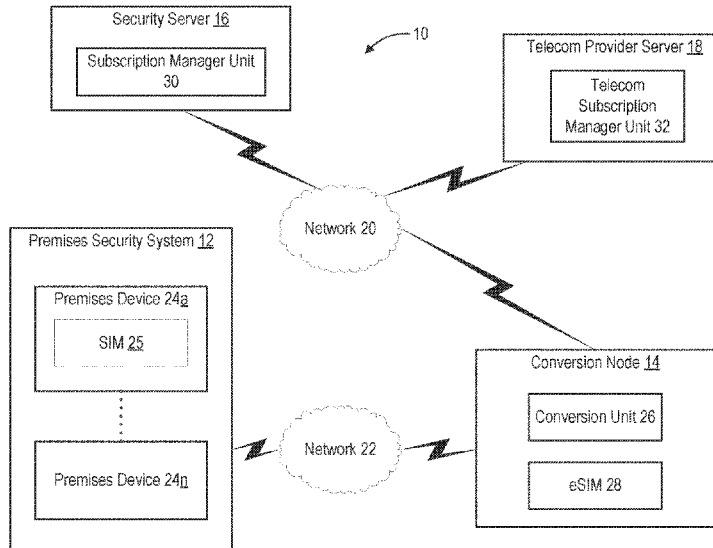 Security Server 16
Subscription Manager Unit
30
10
Telecom Provider Server 18
Telecom
Subscription
Manager Unit 32
Network 20
Premises Security System 12
Premises Device 24a
SIM 25
Premises Device 24n
Network 22
Conversion Node 14
Conversion Unit 26
eSIM 28